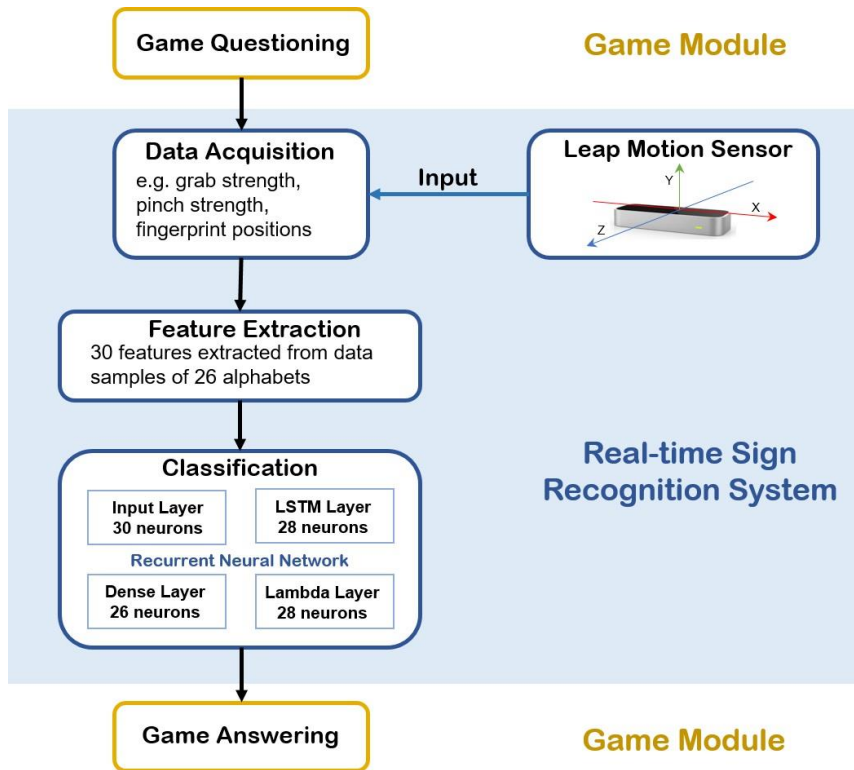 Game Questioning
Game Module
Data Acquisition
e.g. grab strength,
pinch strength,
fingerprint positions
Input
Leap Motion Sensor
Y
X
Z
Feature Extraction
30 features extracted from data
samples of 26 alphabets
Classification
Input Layer
30 neurons
LSTM Layer
28 neurons
Recurrent Neural Network
Dense Layer
26 neurons
Lambda Layer
28 neurons
Real-time Sign
Recognition System
Game Answering
Game Module